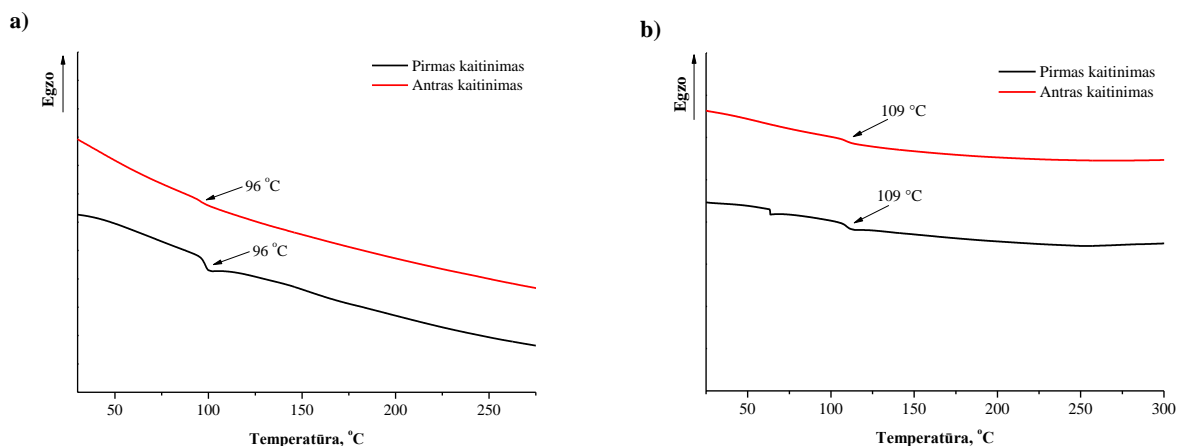 a)
Egzo
Pirmas kaitinimas
Antras kaitinimas
96 °C
96 °C
50 100 150 200 250
Temperatūra, °C
b)
Egzo
Pirmas kaitinimas
Antras kaitinimas
109 °C
109 °C
50 100 150 200 250 300
Temperatūra, °C